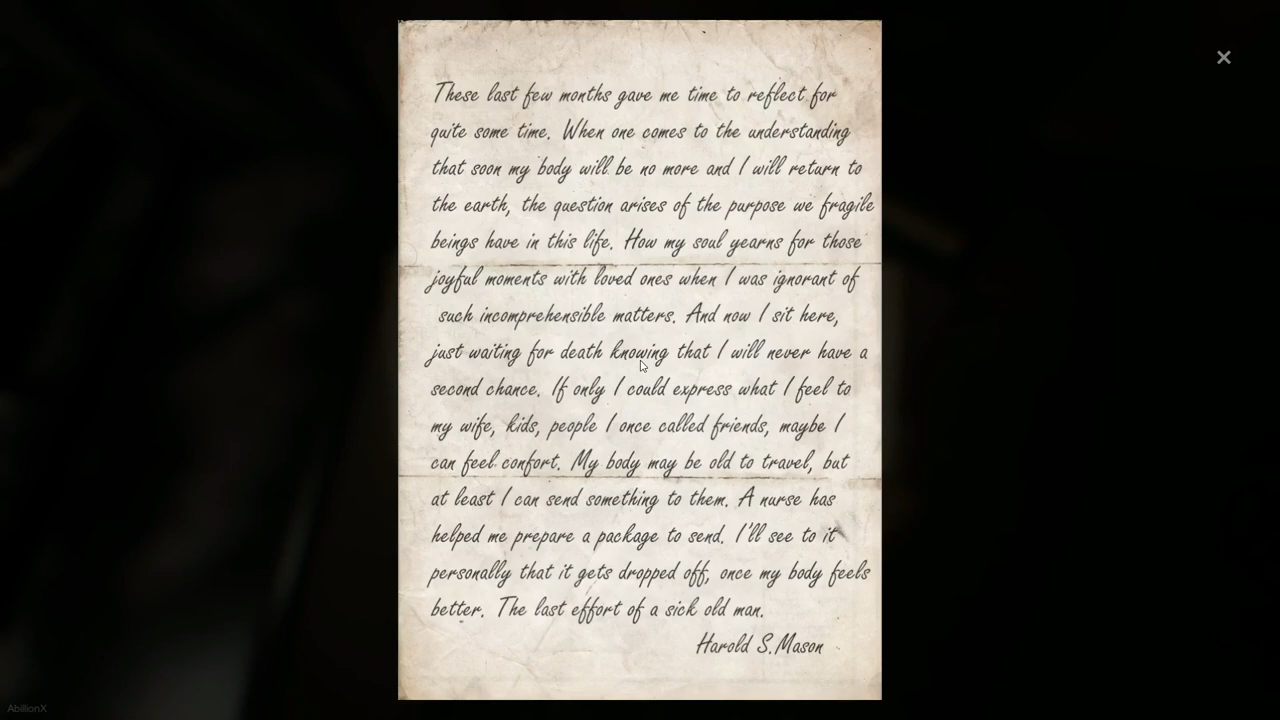 These last few months gave me time to reflect for
quite some time. When one comes to the understanding
that soon my body will be no more and I will return to
the earth, the question arises of the purpose we fragile
beings have in this life. How my soul yearns for those
joyful moments with loved ones when I was ignorant of
such incomprehensible matters. And now I sit here,
just waiting for death knowing that I will never have a
second chance. If only I could express what I feel to
my wife, kids, people I once called friends, maybe I
can feel confort. My body may be old to travel, but
at least I can send something to them. A nurse has
helped me prepare a package to send. I'll see to it
personally that it gets dropped off, once my body feels
better. The last effort of a sick old man.
Harold S.Mason
AbillionX